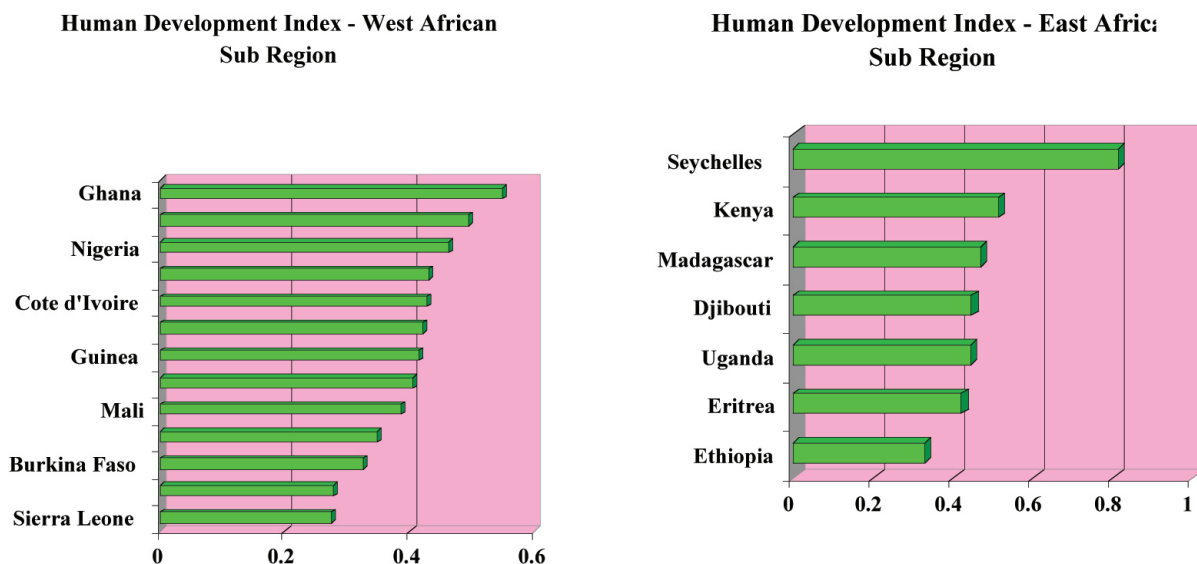 Human Development Index - West African
Sub Region
Ghana
Nigeria
Cote d'Ivoire
Guinea
Mali
Burkina Faso
Sierra Leone
0 0.2 0.4 0.6
Human Development Index - East Africa
Sub Region
Seychelles
Kenya
Madagascar
Djibouti
Uganda
Eritrea
Ethiopia
0 0.2 0.4 0.6 0.8 1